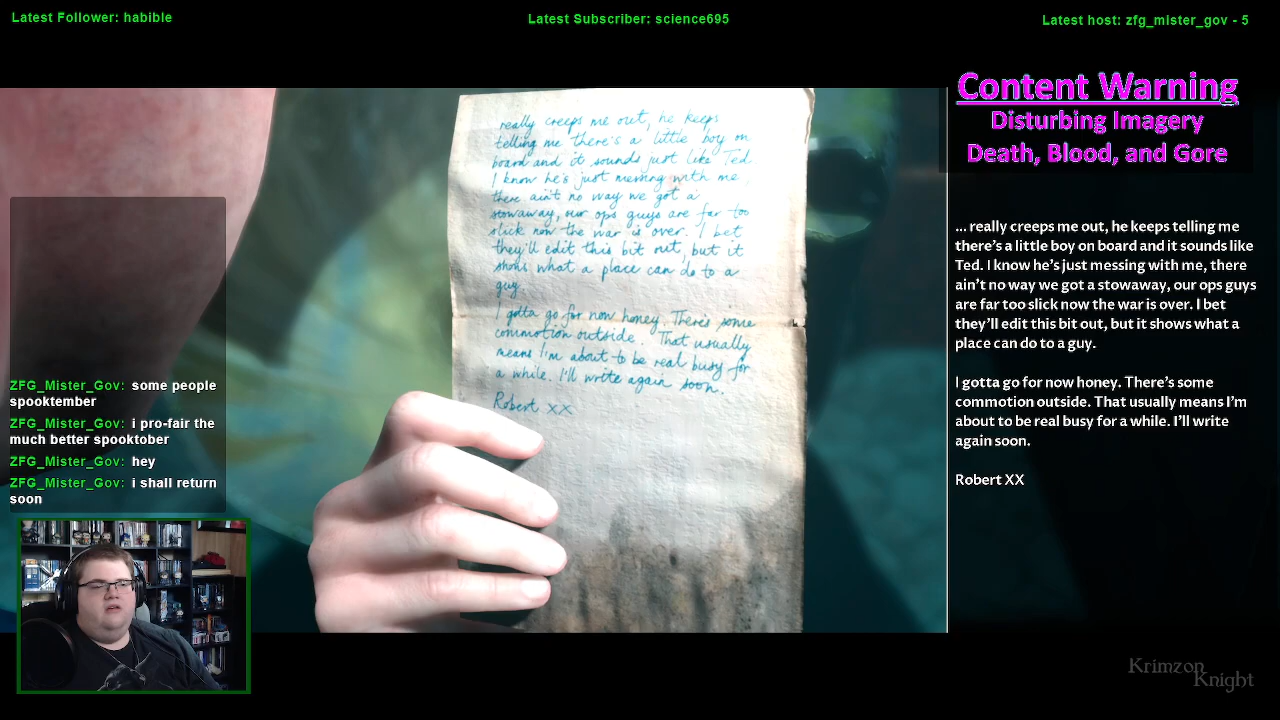 Latest Follower: habible
Latest Subscriber: science695
Latest host: zfg_mister_gov - 5
Content Warning
Disturbing Imagery
Death, Blood, and Gore
really creeps me out, he keeps
telling me there's a little boy on
board and it sounds just like Ted
I know he's just messing with me,
there ain't no way we got a
stowaway, our ops guys are far too
slick now the war is over. I bet
they'll edit this bit out, but it
shows what a place can do to a
guy.
I gotta go for now honey. There's some
commotion outside. That usually
means I'm about to be real busy for
a while. I'll write again soon.
Robert XX
... really creeps me out, he keeps telling me
there's a little boy on board and it sounds like
Ted. I know he's just messing with me, there
ain't no way we got a stowaway, our ops guys
are far too slick now the war is over. I bet
they'll edit this bit out, but it shows what a
place can do to a guy.
I gotta go for now honey. There's some
commotion outside. That usually means I'm
about to be real busy for a while. I'll write
again soon.
Robert XX
ZFG_Mister_Gov: some people
spooktember
ZFG_Mister_Gov: i pro-fair the
much better spooktober
ZFG_Mister_Gov: hey
ZFG_Mister_Gov: i shall return
soon
Krimzon
Knight